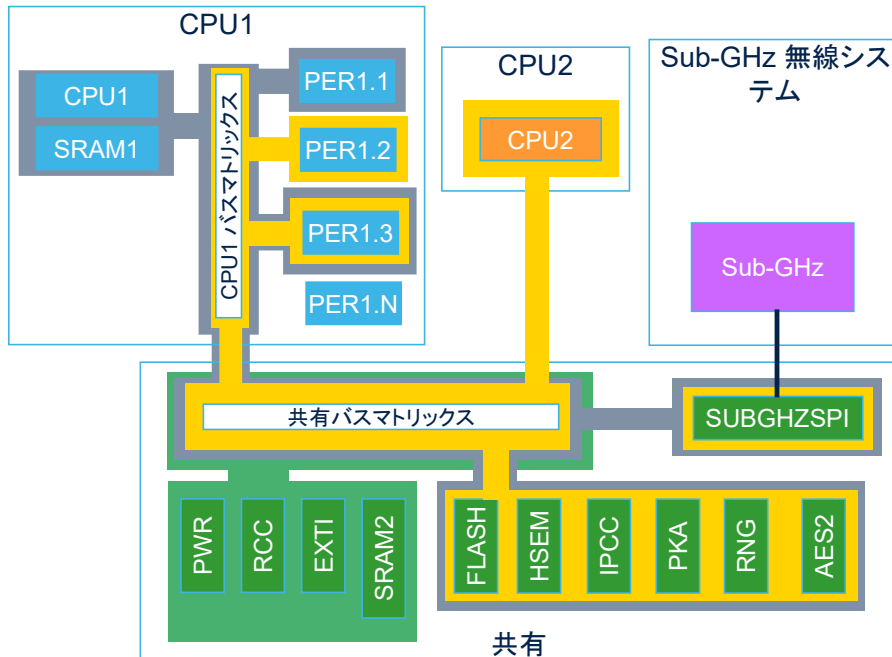 CPU1
CPU1
SRAM1
CPU1 バスマトリックス
PER1.1
PER1.2
PER1.3
PER1.N
CPU2
CPU2
Sub-GHz 無線シス
テム
Sub-GHz
共有バスマトリックス
SUBGHZSPI
PWR
RCC
EXTI
SRAM2
FLASH
HSEM
IPCC
PKA
RNG
AES2
共有